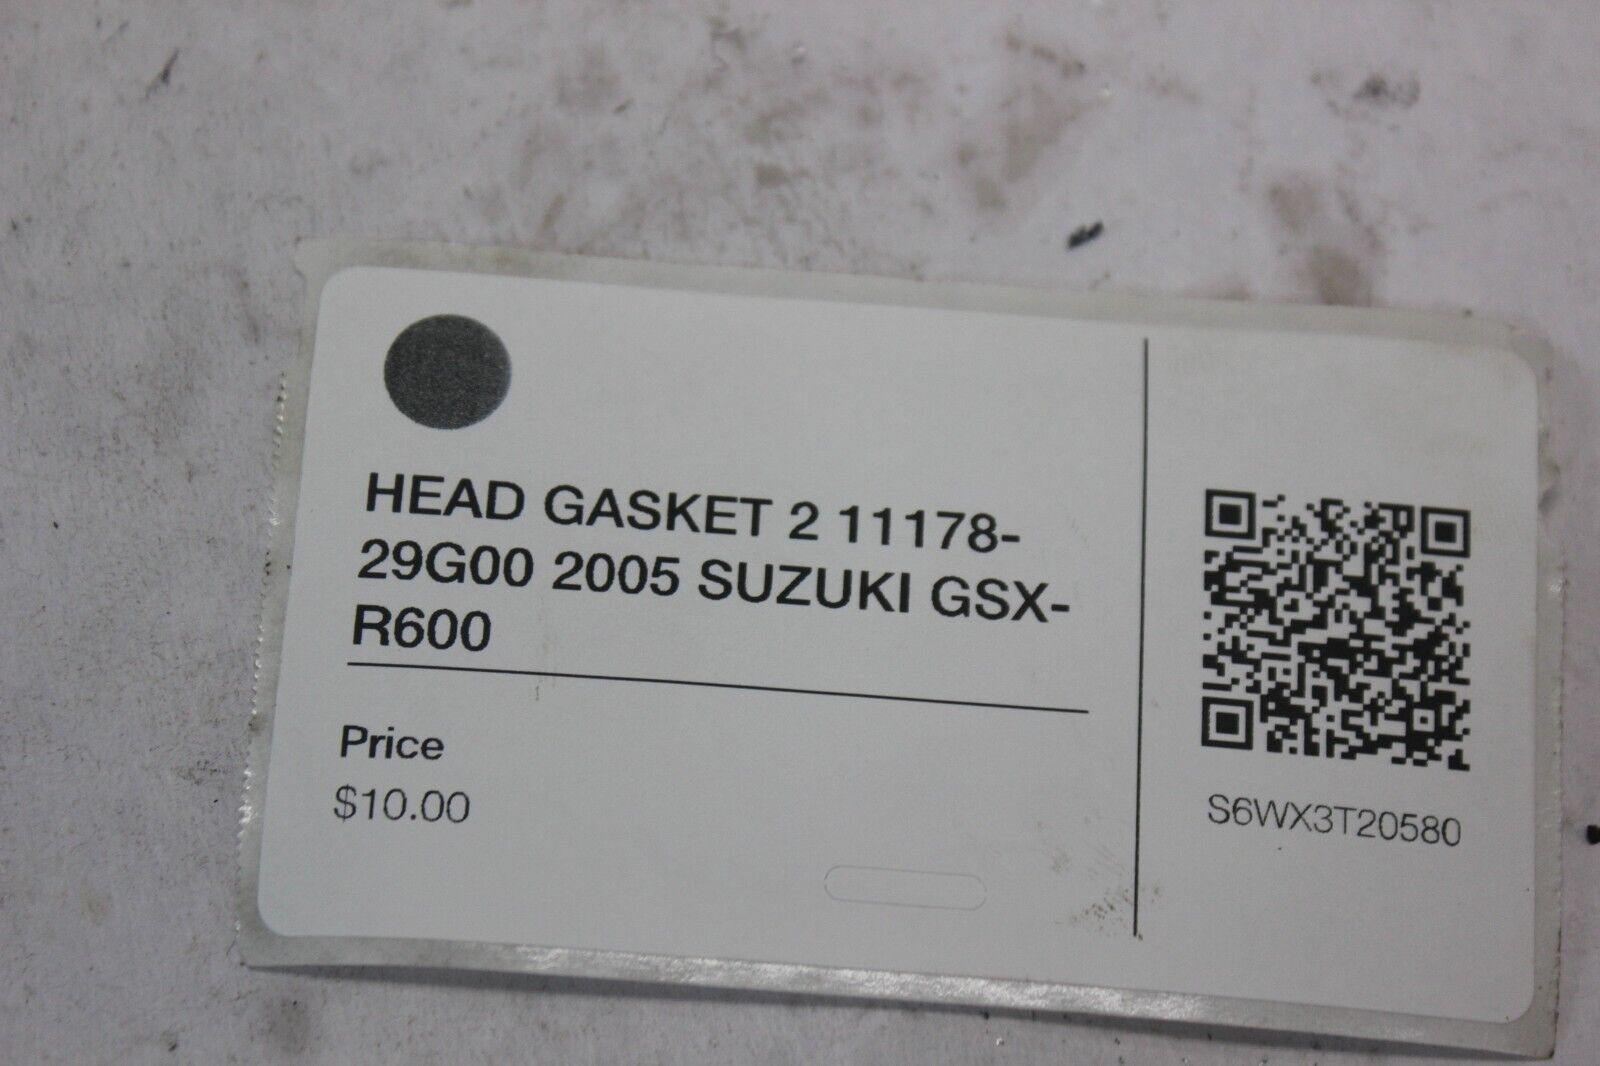 HEAD GASKET 2 11178-
29G00 2005 SUZUKI GSX-
R600
Price
$10.00
S6WX3T20580